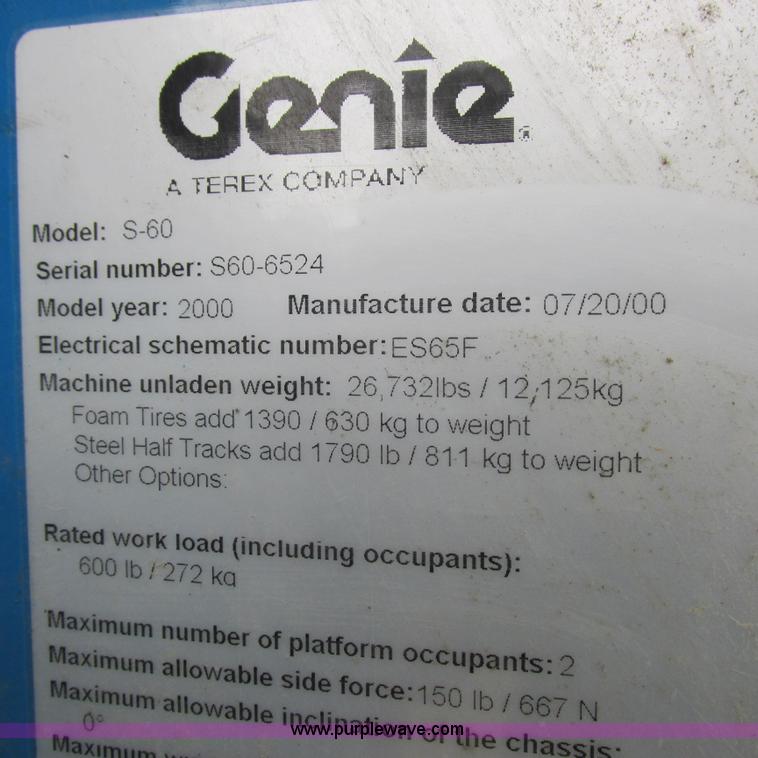 Genie
A TEREX COMPANY
Model: S-60
Serial number: S60-6524
Model year: 2000 Manufacture date: 07/20/00
Electrical schematic number: ES65F
Machine unladen weight: 26,732lbs / 12,125kg
Foam Tires add 1390 / 630 kg to weight
Steel Half Tracks add 1790 lb / 811 kg to weight
Other Options:
Rated work load (including occupants):
600 lb / 272 kg
Maximum number of platform occupants: 2
Maximum allowable side force: 150 lb / 667 N
Maximum allowable inclination of the chassis:
0°
www.purplewave.com
Maximum